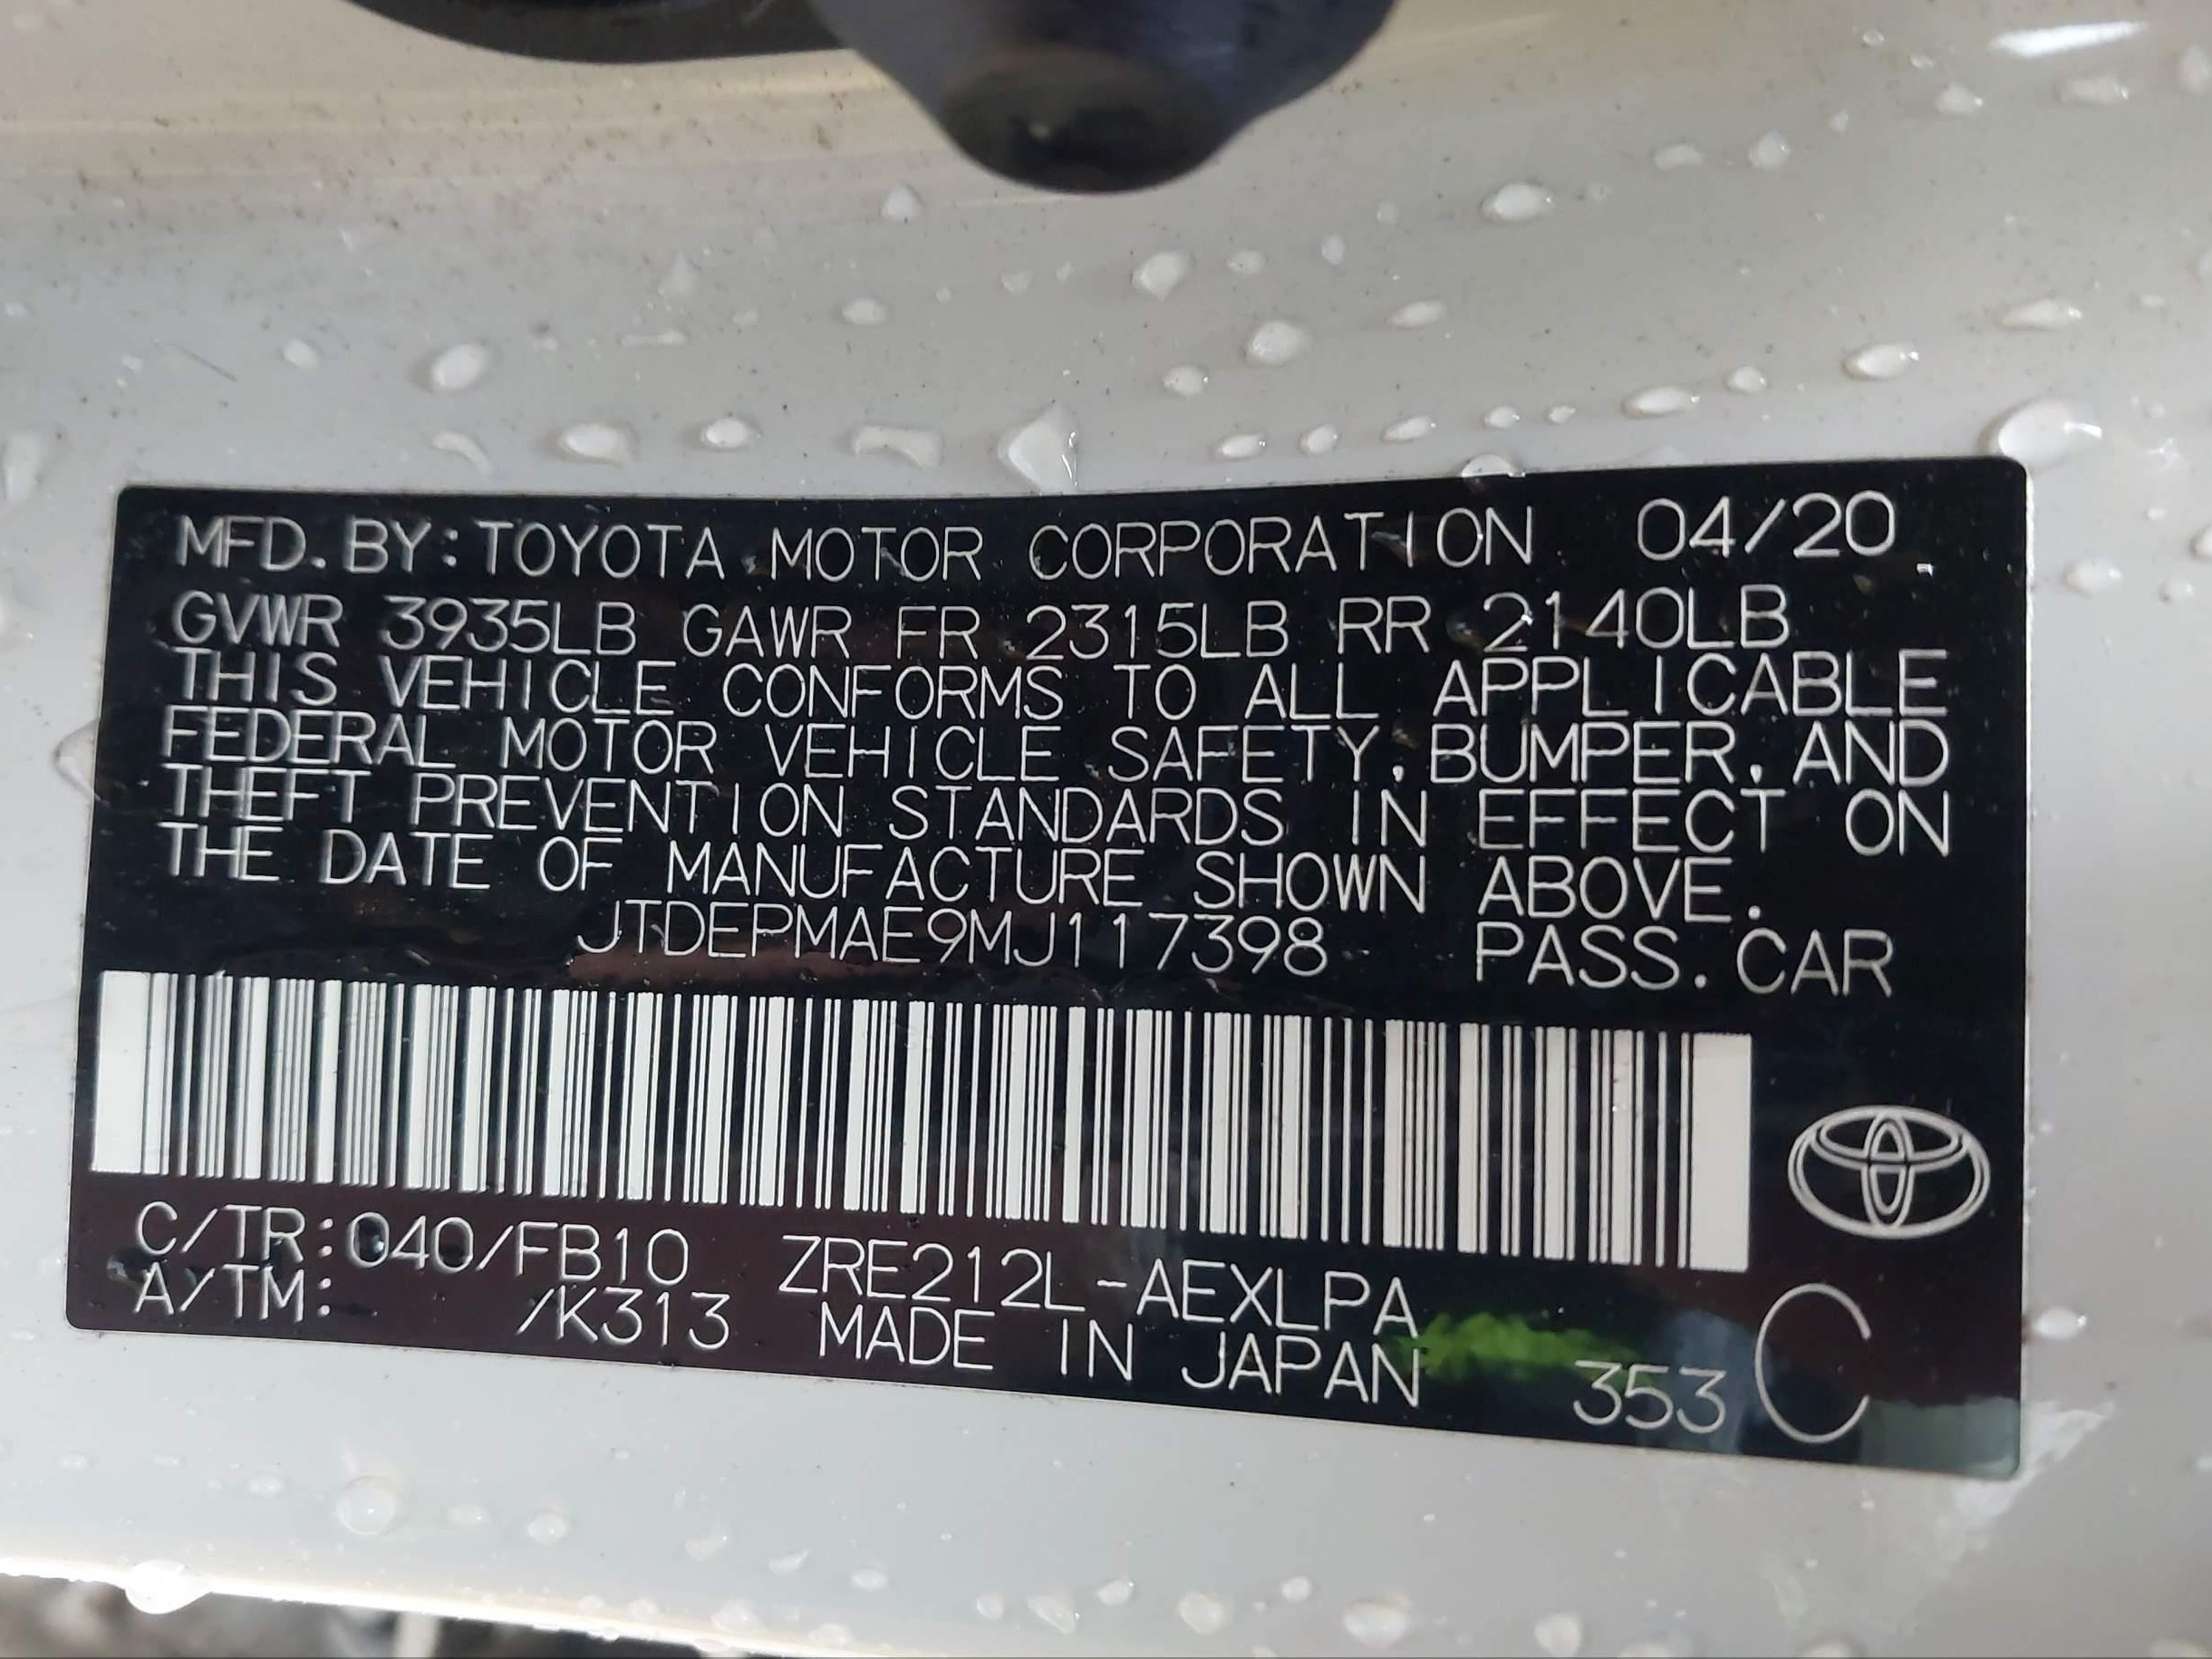 MFD.BY:TOYOTA MOTOR CORPORATION 04/20
GVWR 3935LB GAWR FR 2315LB RR 2140LB
THIS VEHICLE CONFORMS TO ALL APPLICABLE
FEDERAL MOTOR VEHICLE SAFETY,BUMPER,AND
THEFT PREVENTION STANDARDS IN EFFECT ON
THE DATE OF MANUFACTURE SHOWN ABOVE.
JTDEPMAE9MJ117398 PASS.CAR
C/TR:040/FB10 ZRE212L-AEXLPA
A/TM: /K313 MADE IN JAPAN 353 C